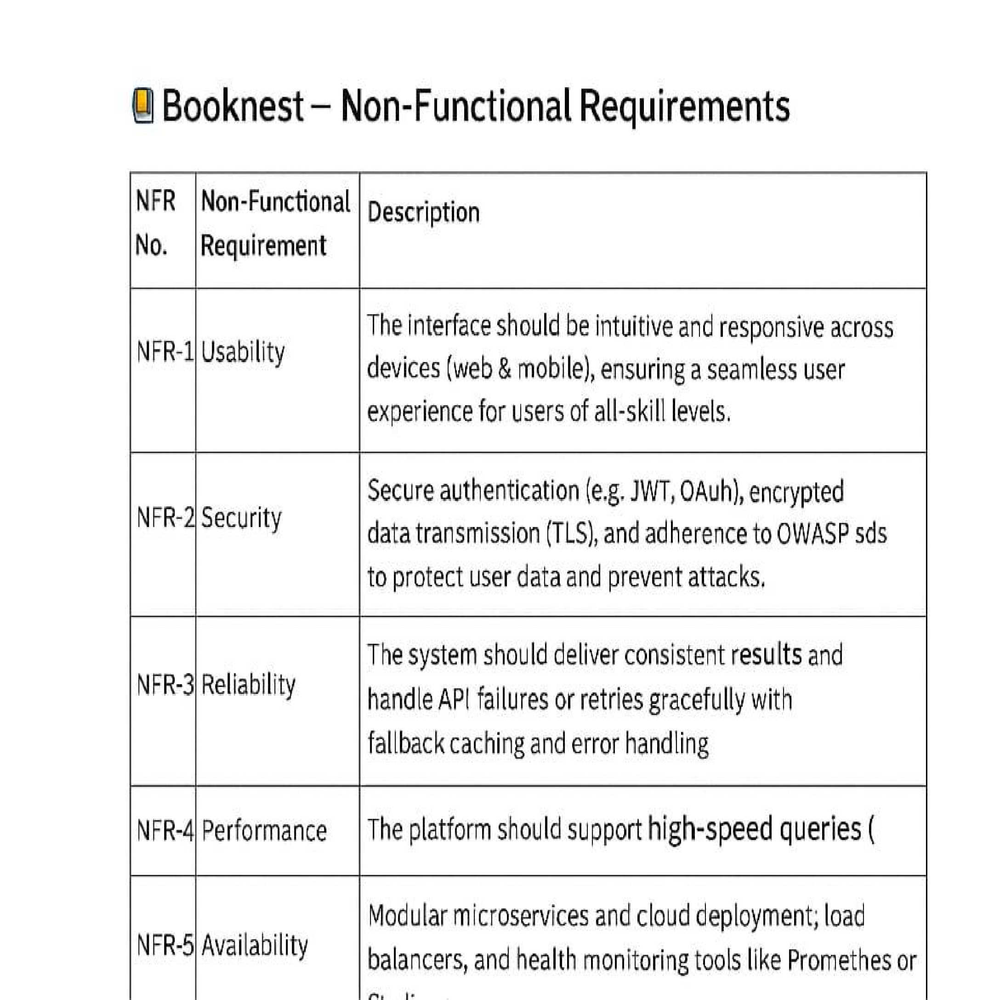 Booknest – Non-Functional Requirements
NFR
No.
Non-Functional
Requirement
Description
NFR-1
Usability
The interface should be intuitive and responsive across
devices (web & mobile), ensuring a seamless user
experience for users of all-skill levels.
NFR-2
Security
Secure authentication (e.g. JWT, OAuh), encrypted
data transmission (TLS), and adherence to OWASP sds
to protect user data and prevent attacks.
NFR-3
Reliability
The system should deliver consistent results and
handle API failures or retries gracefully with
fallback caching and error handling
NFR-4
Performance
The platform should support high-speed queries (
NFR-5
Availability
Modular microservices and cloud deployment; load
balancers, and health monitoring tools like Promethes or